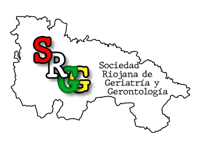 SRGG
Sociedad
Riojana de
Geriatría y
Gerontología